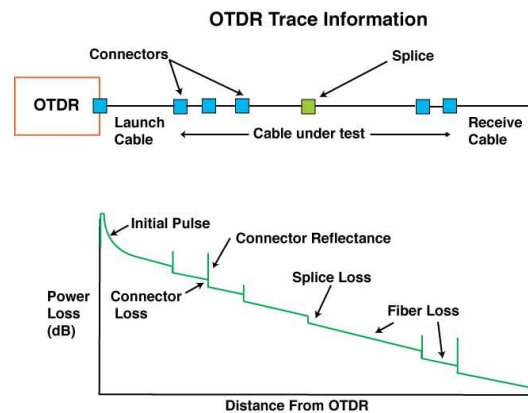 OTDR Trace Information
Connectors
Splice
OTDR
Launch
Cable
Cable under test
Receive
Cable
Initial Pulse
Connector Reflectance
Connector
Loss
Splice Loss
Fiber Loss
Power
Loss
(dB)
Distance From OTDR